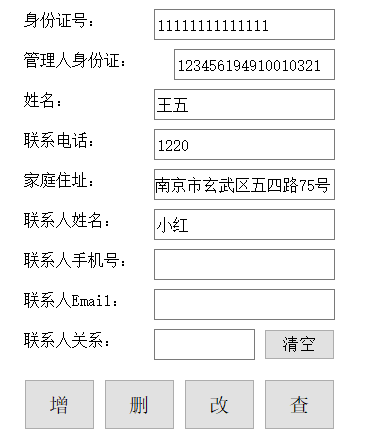 身份证号: 11111111111111
管理人身份证: 123456194910010321
姓名: 王五
联系电话: 1220
家庭住址: 南京市玄武区五四路75号
联系人姓名: 小红
联系人手机号:
联系人Email:
联系人关系: 清空
增 删 改 查